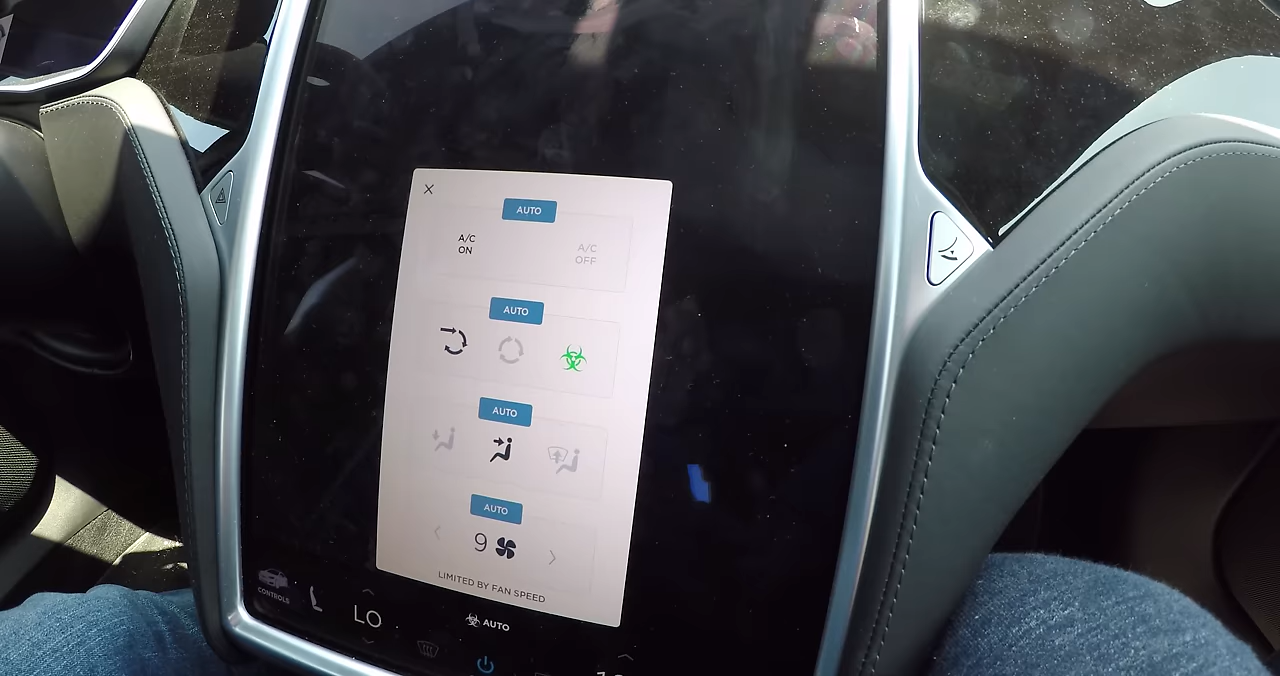 AUTO
A/C
ON
A/C
OFF
AUTO
AUTO
AUTO
9
LIMITED BY FAN SPEED
CONTROLS
LO
AUTO